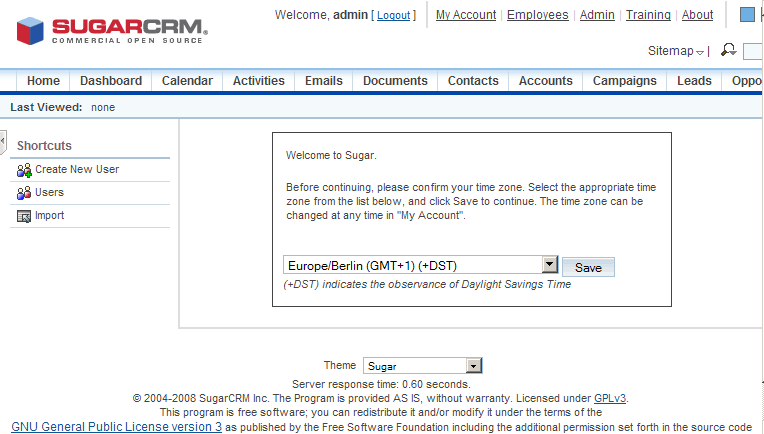 SUGARCRM®
COMMERCIAL OPEN SOURCE
Welcome, admin [ Logout ] My Account | Employees | Admin | Training | About
Sitemap
Home Dashboard Calendar Activities Emails Documents Contacts Accounts Campaigns Leads Oppo
Last Viewed: none
Shortcuts
Create New User
Users
Import
Welcome to Sugar.
Before continuing, please confirm your time zone. Select the appropriate time
zone from the list below, and click Save to continue. The time zone can be
changed at any time in "My Account".
Europe/Berlin (GMT+1) (+DST) Save
(+DST) indicates the observance of Daylight Savings Time
Theme Sugar
Server response time: 0.60 seconds.
© 2004-2008 SugarCRM Inc. The Program is provided AS IS, without warranty. Licensed under GPLv3.
This program is free software; you can redistribute it and/or modify it under the terms of the
GNU General Public License version 3 as published by the Free Software Foundation including the additional permission set forth in the source code